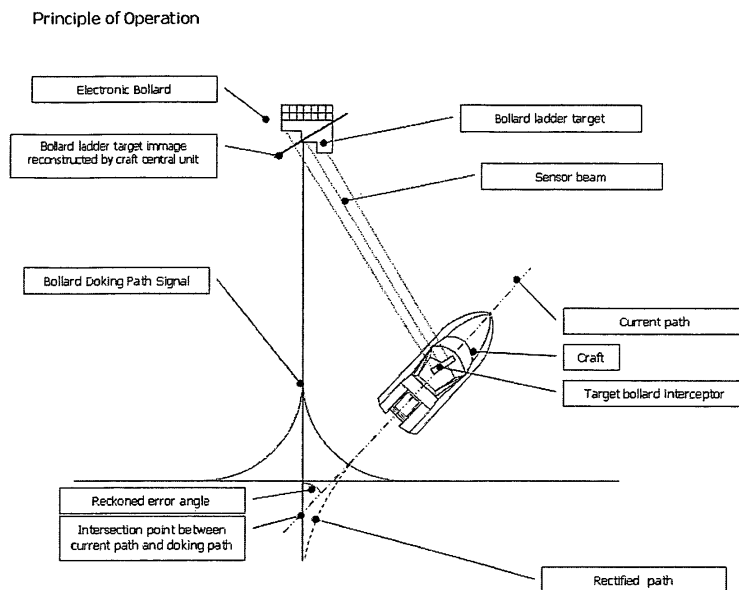 Principle of Operation
Electronic Bollard
Bollard ladder target
Bollard ladder target immage
reconstructed by craft central unit
Sensor beam
Bollard Doking Path Signal
Current path
Craft
Target bollard Interceptor
Reckoned error angle
Intersection point between
current path and doking path
Rectified path